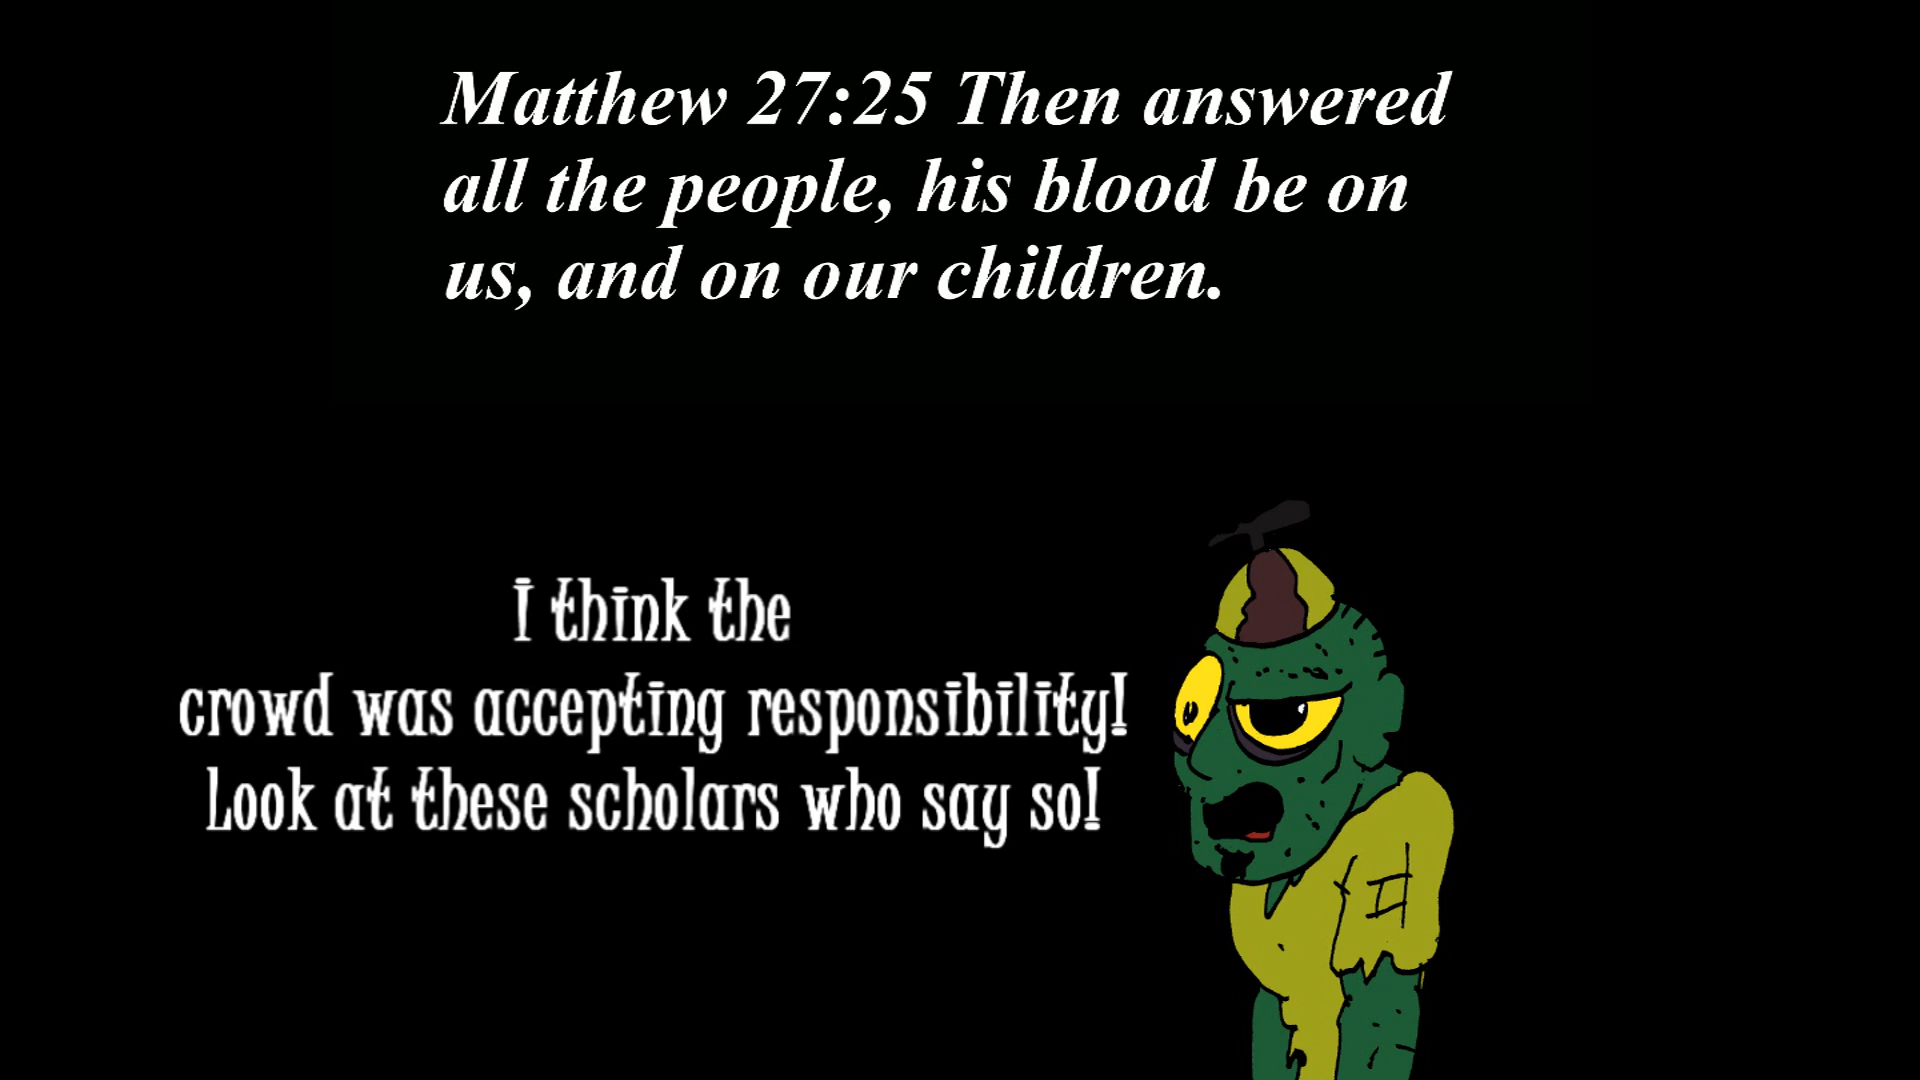 Matthew 27:25 Then answered
all the people, his blood be on
us, and on our children.
I think the
crowd was accepting responsibility!
Look at these scholars who say so!